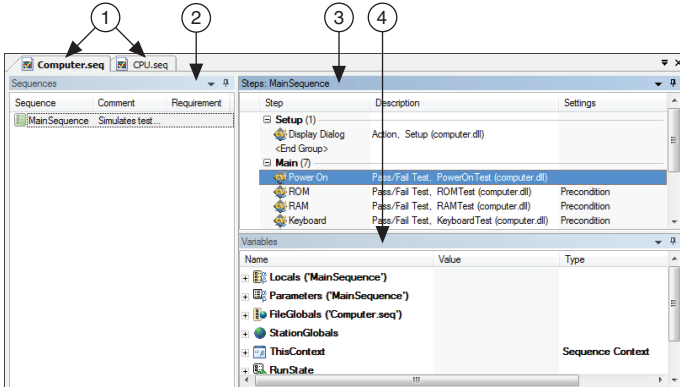 1 2 3 4
Computer.seq CPU.seq
Sequences
Sequence Comment Requirement
MainSequence Simulates test...
Steps: MainSequence
Step Description Settings
Setup (1)
Display Dialog Action, Setup (computer.dll)
<End Group>
Main (7)
Power On Pass/Fail Test, PowerOnTest (computer.dll)
ROM Pass/Fail Test, ROMTest (computer.dll) Precondition
RAM Pass/Fail Test, RAMTest (computer.dll) Precondition
Keyboard Pass/Fail Test, KeyboardTest (computer.dll) Precondition
Variables
Name Value Type
Locals ('MainSequence')
Parameters ('MainSequence')
FileGlobals ('Computer.seq')
StationGlobals
ThisContext Sequence Context
RunState